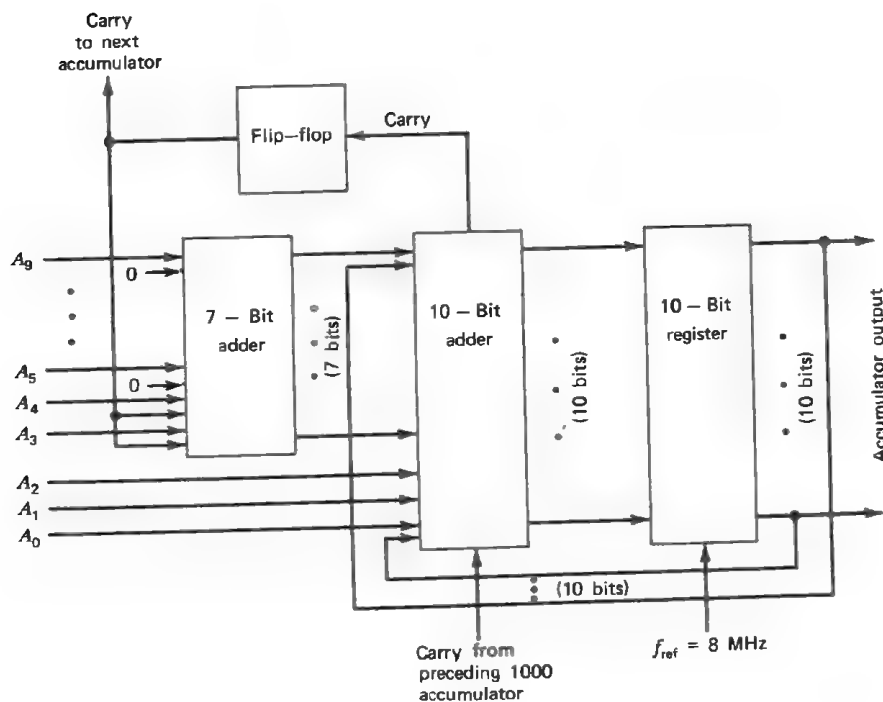 Carry
to next
accumulator
Flip–flop
Carry
A9
0
7 – Bit
adder
(7 bits)
10 – Bit
adder
(10 bits)
10 – Bit
register
(10 bits)
Accumulator output
A5
0
A4
A3
A2
A1
A0
(10 bits)
Carry from
preceding 1000
accumulator
fref = 8 MHz